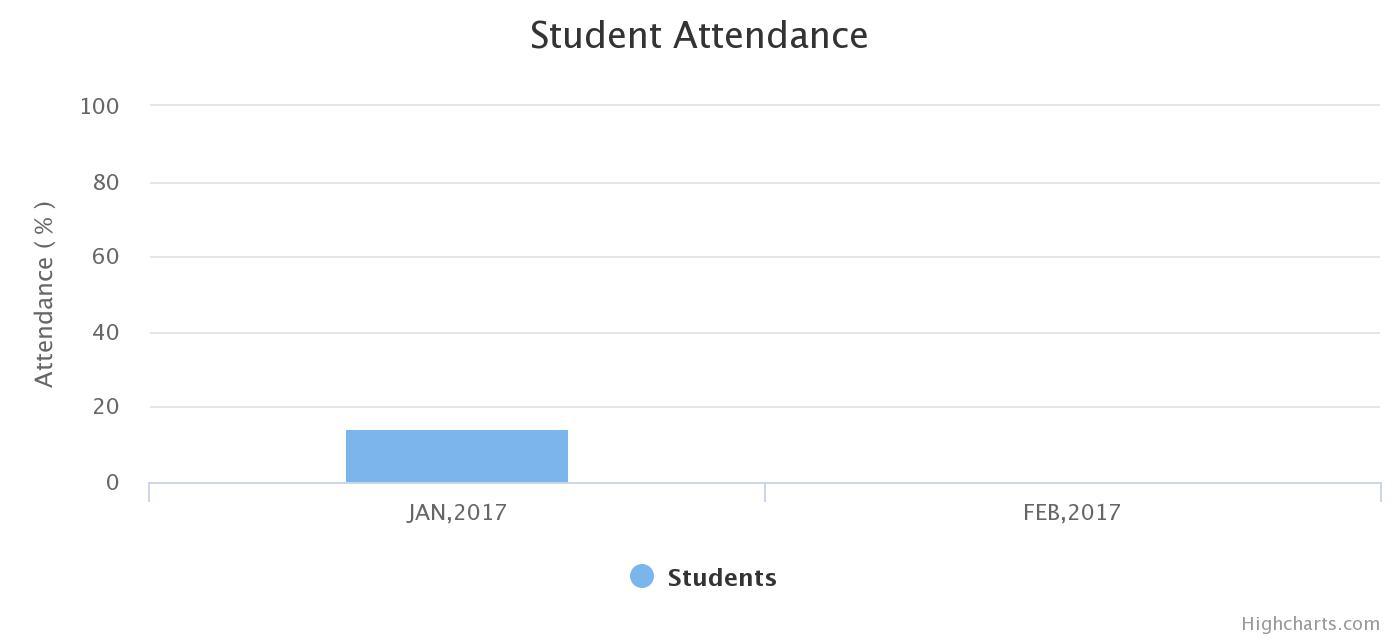 Student Attendance
Attendance ( % )
100
80
60
40
20
0
JAN,2017
FEB,2017
Students
Highcharts.com